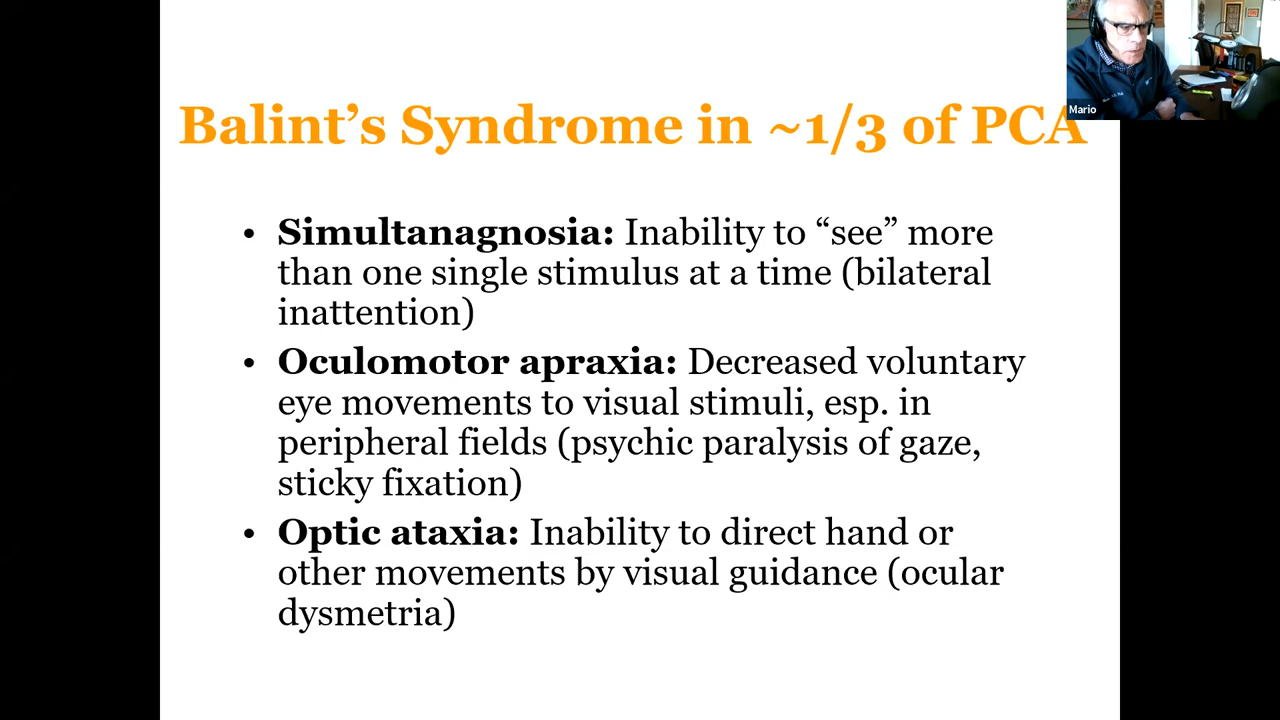 Mario
Balint’s Syndrome in ~1/3 of PCA
• Simultanagnosia: Inability to “see” more
than one single stimulus at a time (bilateral
inattention)
• Oculomotor apraxia: Decreased voluntary
eye movements to visual stimuli, esp. in
peripheral fields (psychic paralysis of gaze,
sticky fixation)
• Optic ataxia: Inability to direct hand or
other movements by visual guidance (ocular
dysmetria)